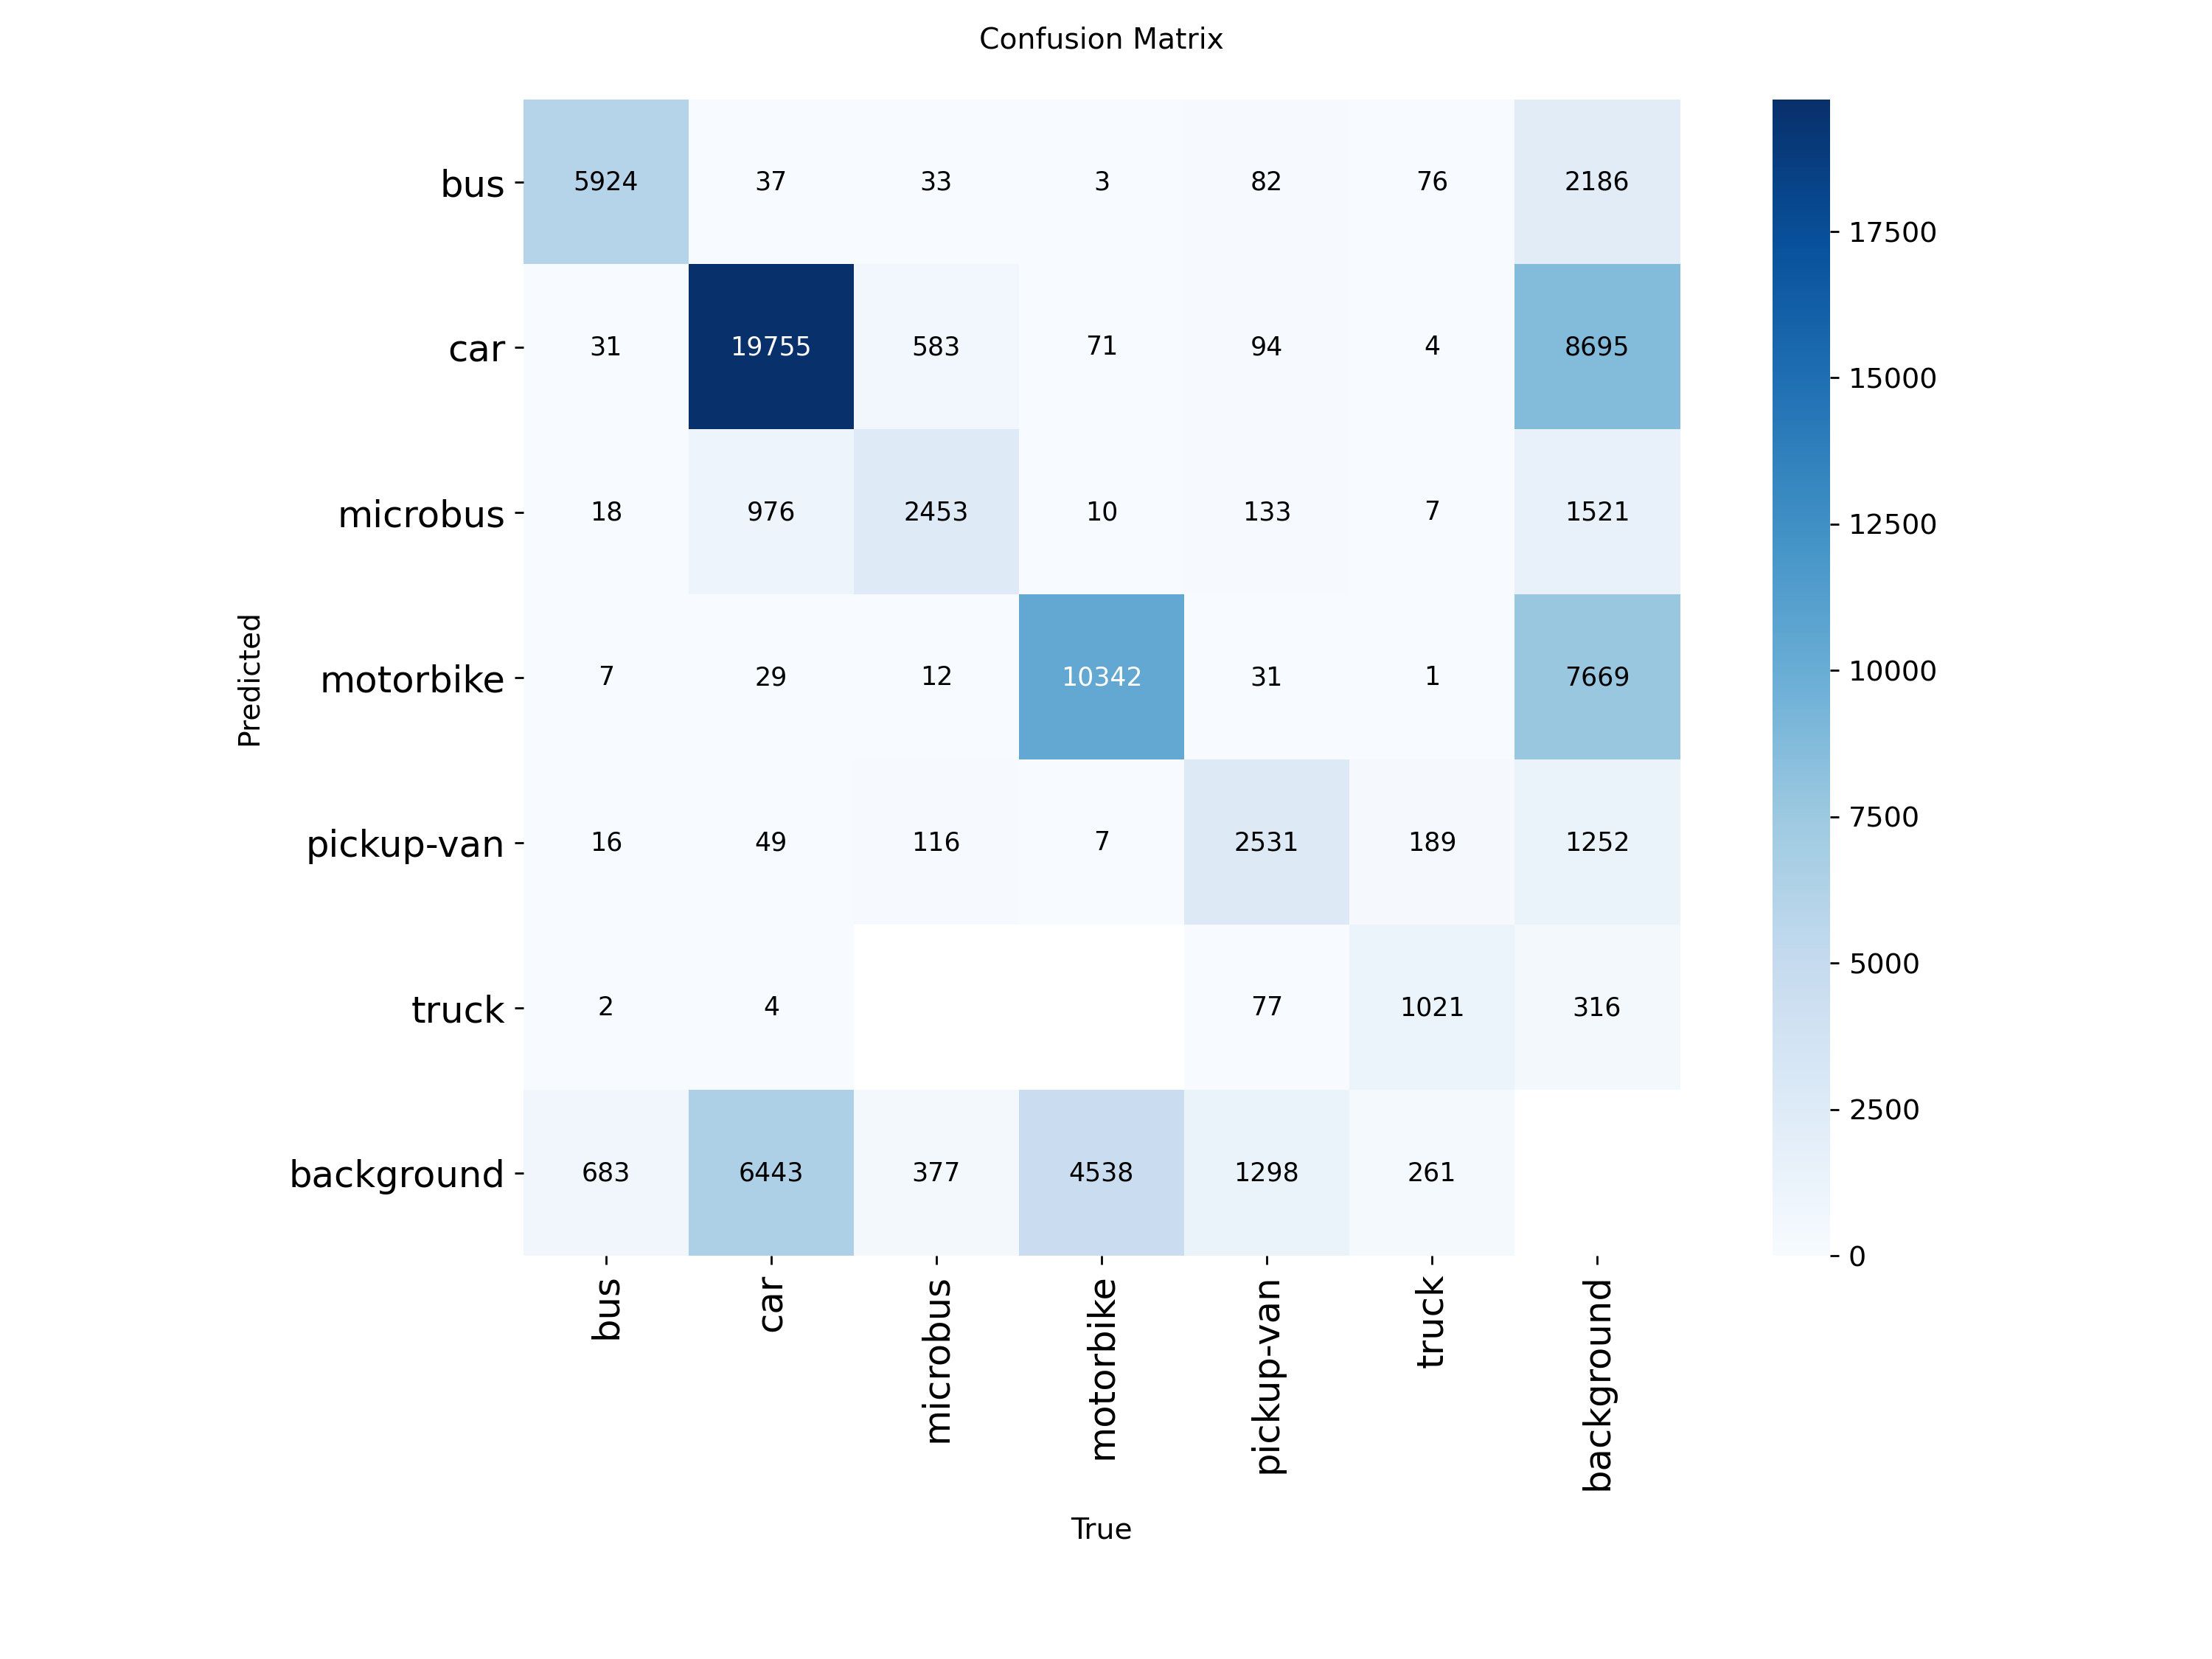 Confusion Matrix
bus 5924 37 33 3 82 76 2186
17500
car 31 19755 583 71 94 4 8695
15000
microbus 18 976 2453 10 133 7 1521
12500
Predicted
motorbike 7 29 12 10342 31 1 7669
10000
pickup-van 16 49 116 7 2531 189 1252
7500
truck 2 4 77 1021 316
5000
background 683 6443 377 4538 1298 261
2500
0
bus car microbus motorbike pickup-van truck background
True